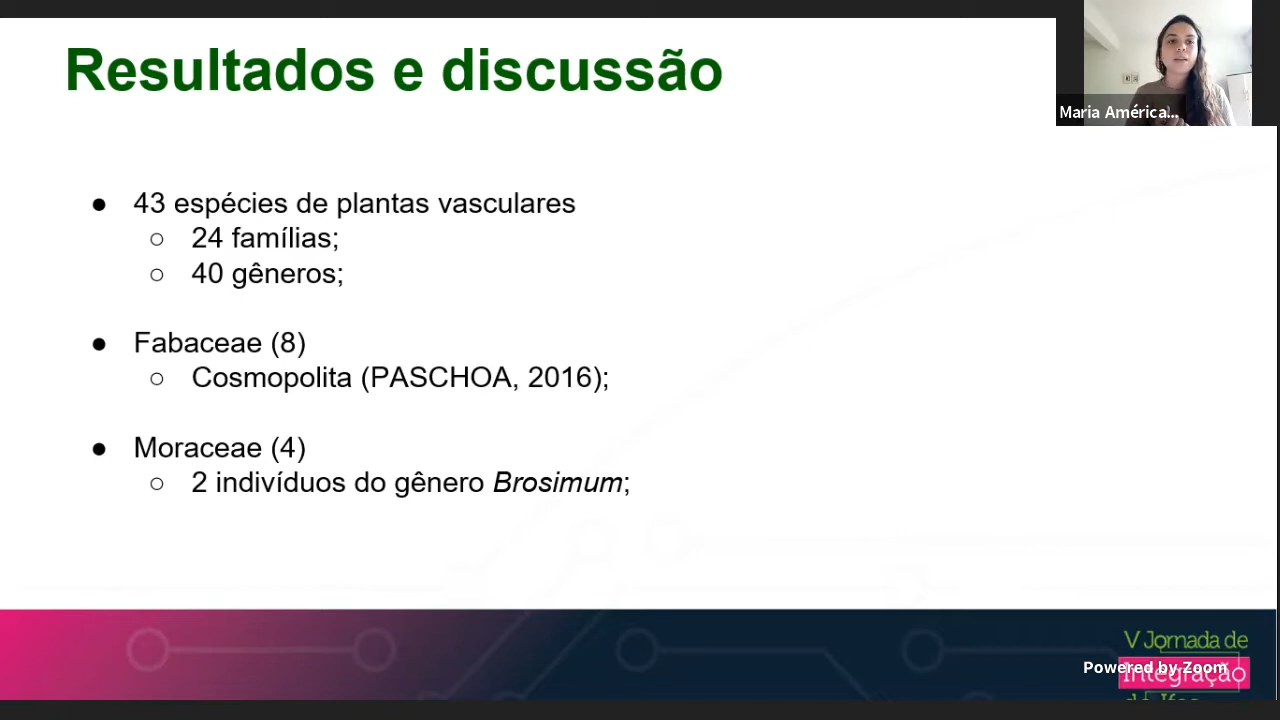 Resultados e discussão
Maria América...
● 43 espécies de plantas vasculares
○ 24 famílias;
○ 40 gêneros;
● Fabaceae (8)
○ Cosmopolita (PASCHOA, 2016);
● Moraceae (4)
○ 2 indivíduos do gênero Brosimum;
V Jornada de
Powered by Zoom
Integração